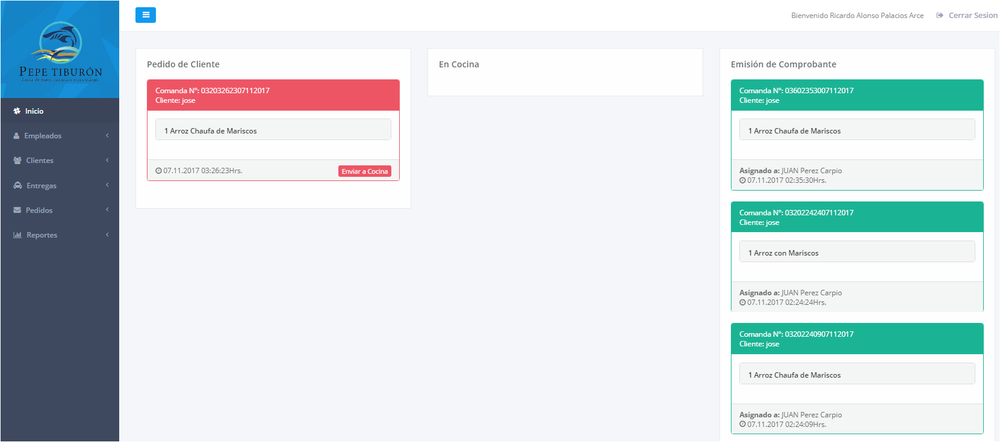 PEPE TIBURÓN
Inicio
Empleados
Clientes
Entregas
Pedidos
Reportes
Bienvenido Ricardo Alonso Palacios Arce
Cerrar Sesion
Pedido de Cliente
Comanda Nº: 03203262307112017
Cliente: jose
1 Arroz Chaufa de Mariscos
07.11.2017 03:26:23Hrs.
Enviar a Cocina
En Cocina
Emisión de Comprobante
Comanda Nº: 03602353007112017
Cliente: jose
1 Arroz Chaufa de Mariscos
Asignado a: JUAN Perez Carpio
07.11.2017 02:35:30Hrs.
Comanda Nº: 03202242407112017
Cliente: jose
1 Arroz con Mariscos
Asignado a: JUAN Perez Carpio
07.11.2017 02:24:24Hrs.
Comanda Nº: 03202240907112017
Cliente: jose
1 Arroz Chaufa de Mariscos
Asignado a: JUAN Perez Carpio
07.11.2017 02:24:09Hrs.